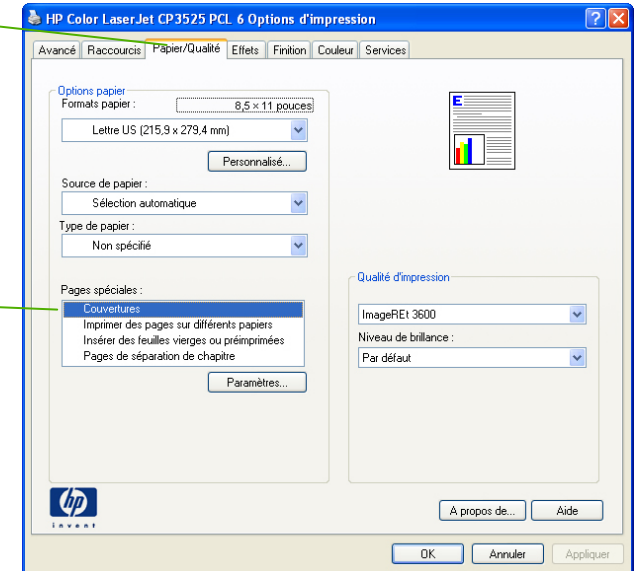 HP Color LaserJet CP3525 PCL 6 Options d'impression
Avancé Raccourcis Papier/Qualité Effets Finition Couleur Services
Options papier
Formats papier : 8,5 × 11 pouces
Lettre US (215,9 x 279,4 mm)
Personnalisé...
Source de papier :
Sélection automatique
Type de papier :
Non spécifié
Pages spéciales :
Couvertures
Imprimer des pages sur différents papiers
Insérer des feuilles vierges ou préimprimées
Pages de séparation de chapitre
Paramètres...
E
Qualité d'impression
ImageREt 3600
Niveau de brillance :
Par défaut
hp
invent
A propos de... Aide
OK Annuler Appliquer